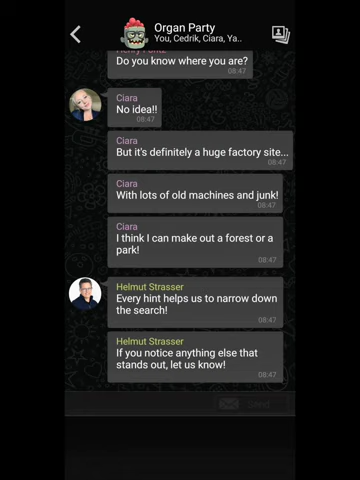 Organ Party
You, Cedrik, Ciara, Ya..
Do you know where you are?
08:47
Ciara
No idea!!
08:47
Ciara
But it's definitely a huge factory site...
08:47
Ciara
With lots of old machines and junk!
08:47
Ciara
I think I can make out a forest or a
park!
08:47
Helmut Strasser
Every hint helps us to narrow down
the search!
08:47
Helmut Strasser
If you notice anything else that
stands out, let us know!
08:47
Send